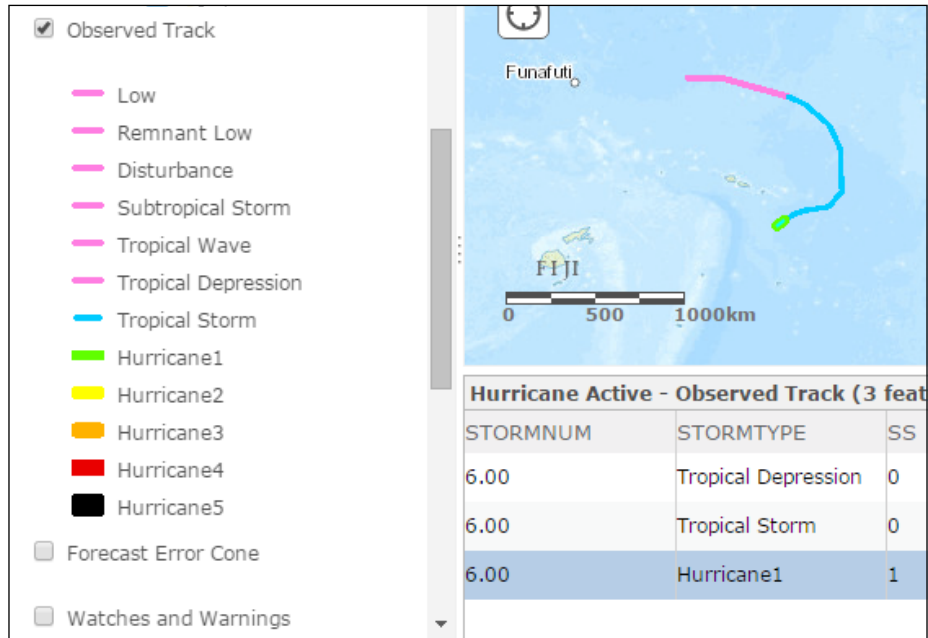 Observed Track
Low
Remnant Low
Disturbance
Subtropical Storm
Tropical Wave
Tropical Depression
Tropical Storm
Hurricane1
Hurricane2
Hurricane3
Hurricane4
Hurricane5
Forecast Error Cone
Watches and Warnings
Funafuti
FIJI
0 500 1000km
Hurricane Active - Observed Track (3 feat
STORMNUM STORMTYPE SS
6.00 Tropical Depression 0
6.00 Tropical Storm 0
6.00 Hurricane1 1